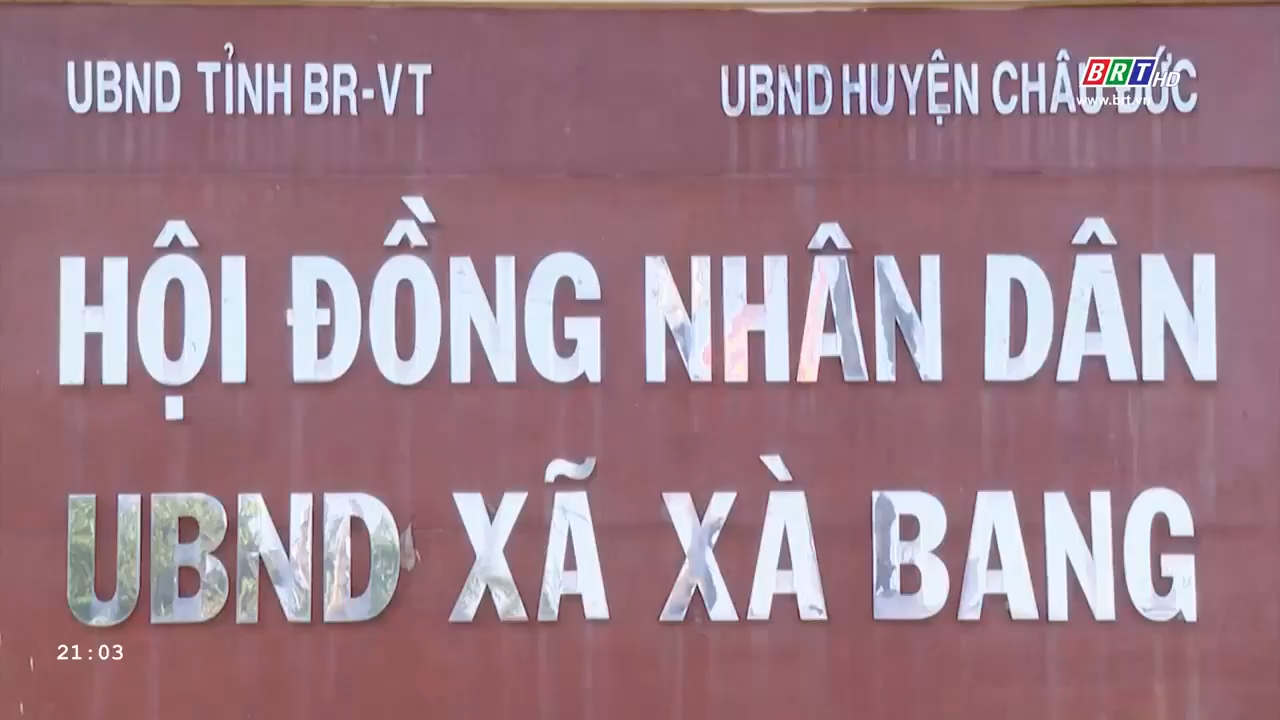 UBND TỈNH BR-VT
UBND HUYỆN CHÂU ĐỨC
BRT HD
www.brt.vn
HỘI ĐỒNG NHÂN DÂN
UBND XÃ XÀ BANG
21:03